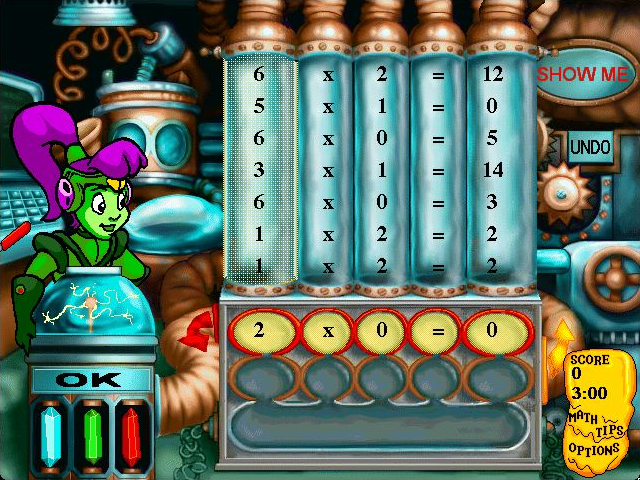 6 x 2 = 12
5 x 1 = 0
6 x 0 = 5
3 x 1 = 14
6 x 0 = 3
1 x 2 = 2
1 x 2 = 2
2 x 0 = 0
SHOW ME
UNDO
OK
SCORE
0
3:00
MATH
TIPS
OPTIONS